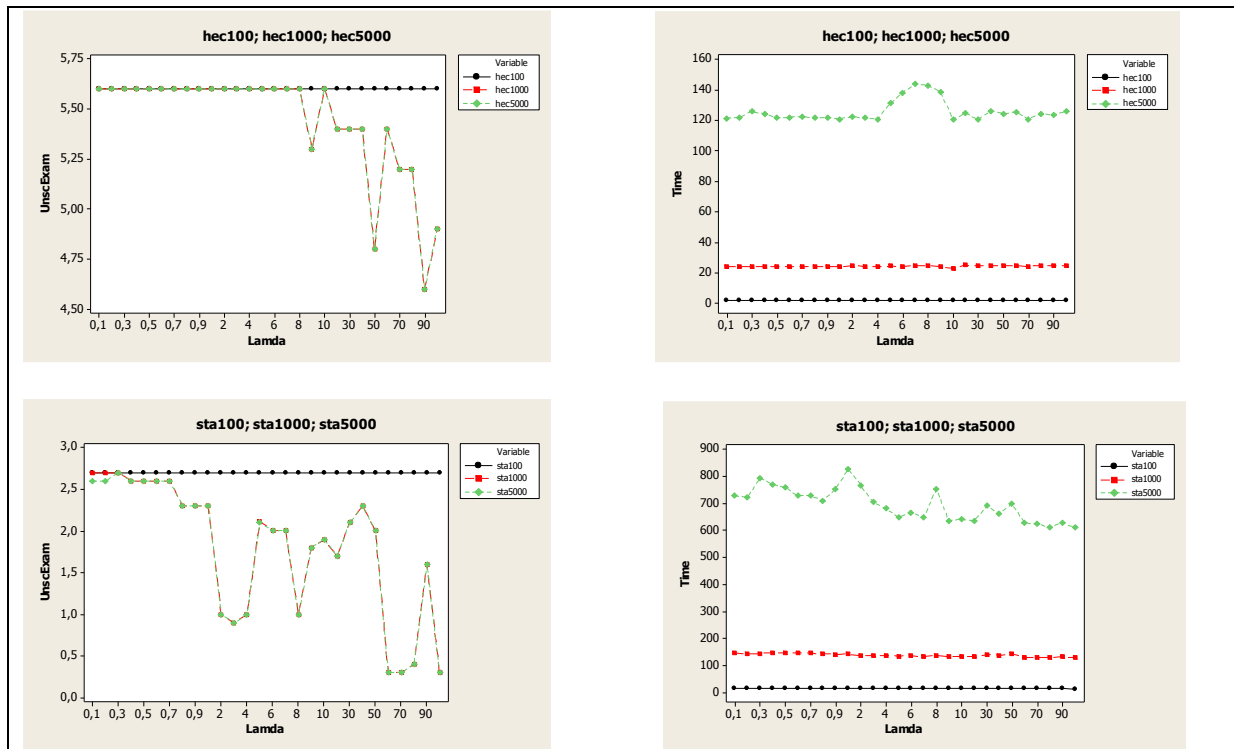 hec100; hec1000; hec5000
5,75
5,50
5,25
5,00
4,75
4,50
UnscExam
0,1 0,3 0,5 0,7 0,9 2 4 6 8 10 30 50 70 90
Lamda
Variable
hec100
hec1000
hec5000
hec100; hec1000; hec5000
160
140
120
100
80
60
40
20
0
Time
0,1 0,3 0,5 0,7 0,9 2 4 6 8 10 30 50 70 90
Lamda
Variable
hec100
hec1000
hec5000
sta100; sta1000; sta5000
3,0
2,5
2,0
1,5
1,0
0,5
0,0
UnscExam
0,1 0,3 0,5 0,7 0,9 2 4 6 8 10 30 50 70 90
Lamda
Variable
sta100
sta1000
sta5000
sta100; sta1000; sta5000
900
800
700
600
500
400
300
200
100
0
Time
0,1 0,3 0,5 0,7 0,9 2 4 6 8 10 30 50 70 90
Lamda
Variable
sta100
sta1000
sta5000